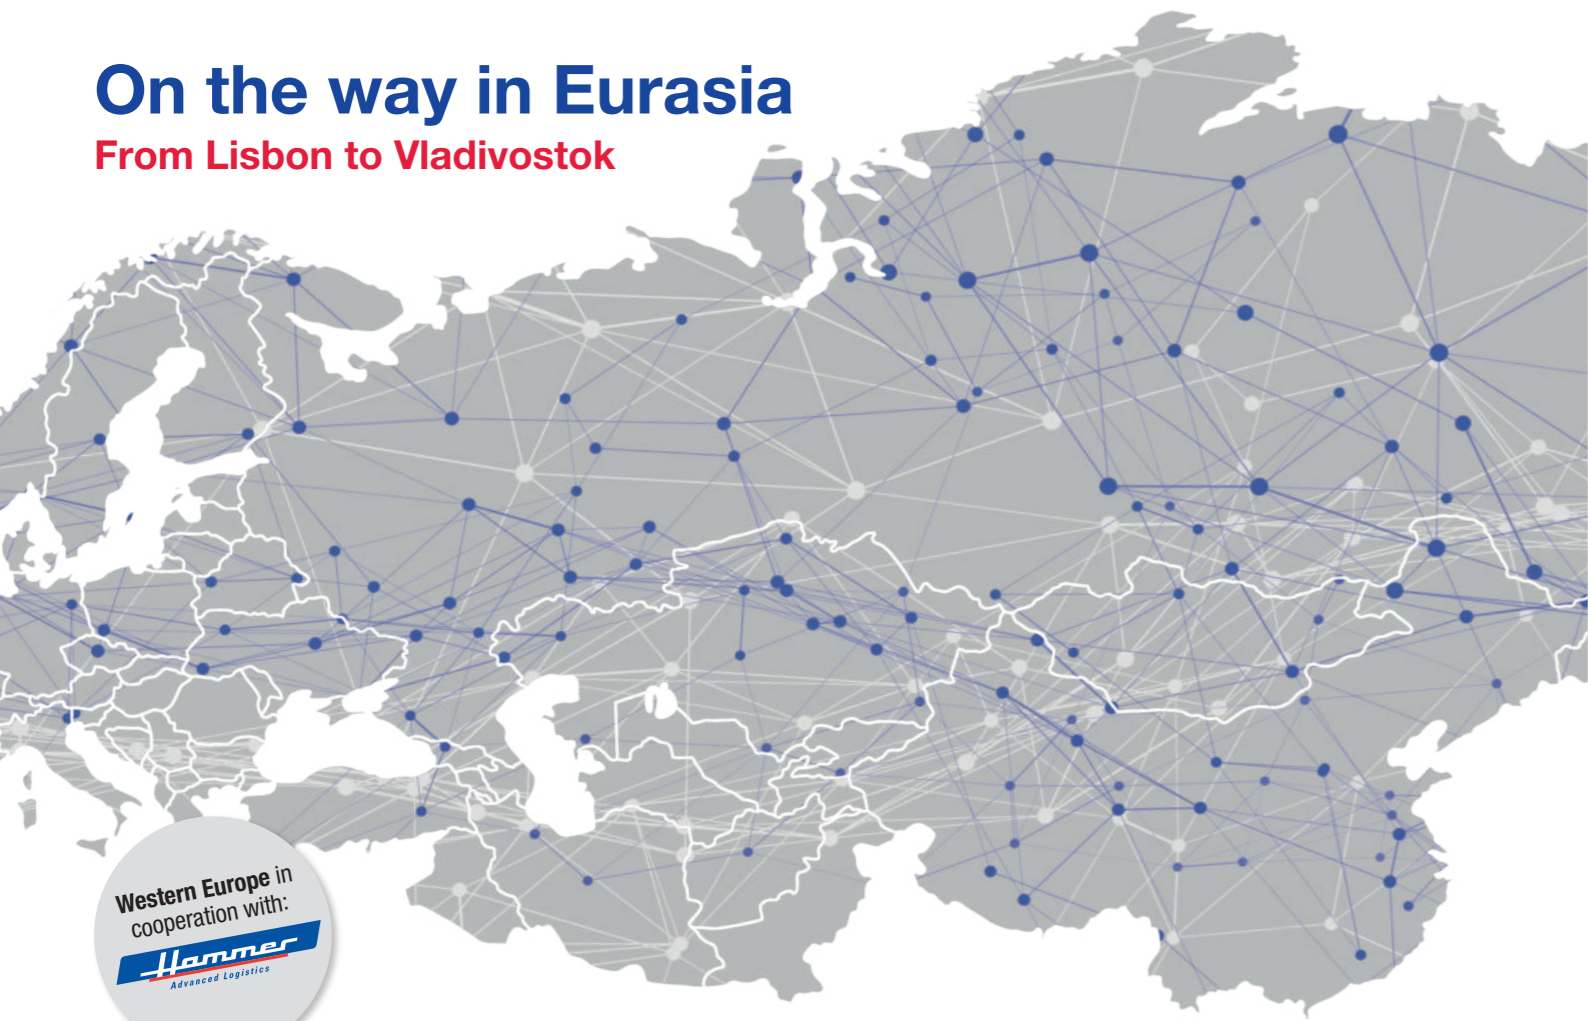 On the way in Eurasia
From Lisbon to Vladivostok
Western Europe in
cooperation with:
Hammer
Advanced Logistics